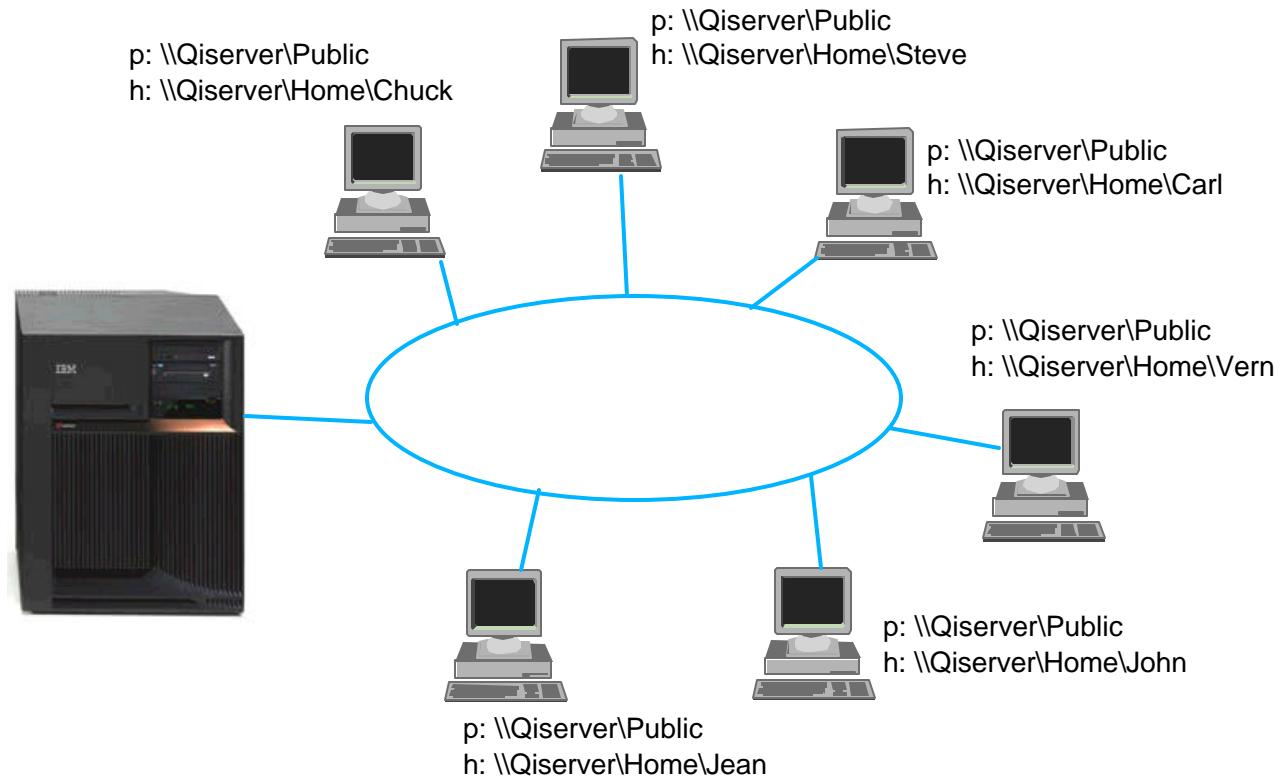 p: \\Qiserver\Public
h: \\Qiserver\Home\Steve
p: \\Qiserver\Public
h: \\Qiserver\Home\Chuck
p: \\Qiserver\Public
h: \\Qiserver\Home\Carl
p: \\Qiserver\Public
h: \\Qiserver\Home\Vern
IBM
p: \\Qiserver\Public
h: \\Qiserver\Home\John
p: \\Qiserver\Public
h: \\Qiserver\Home\Jean